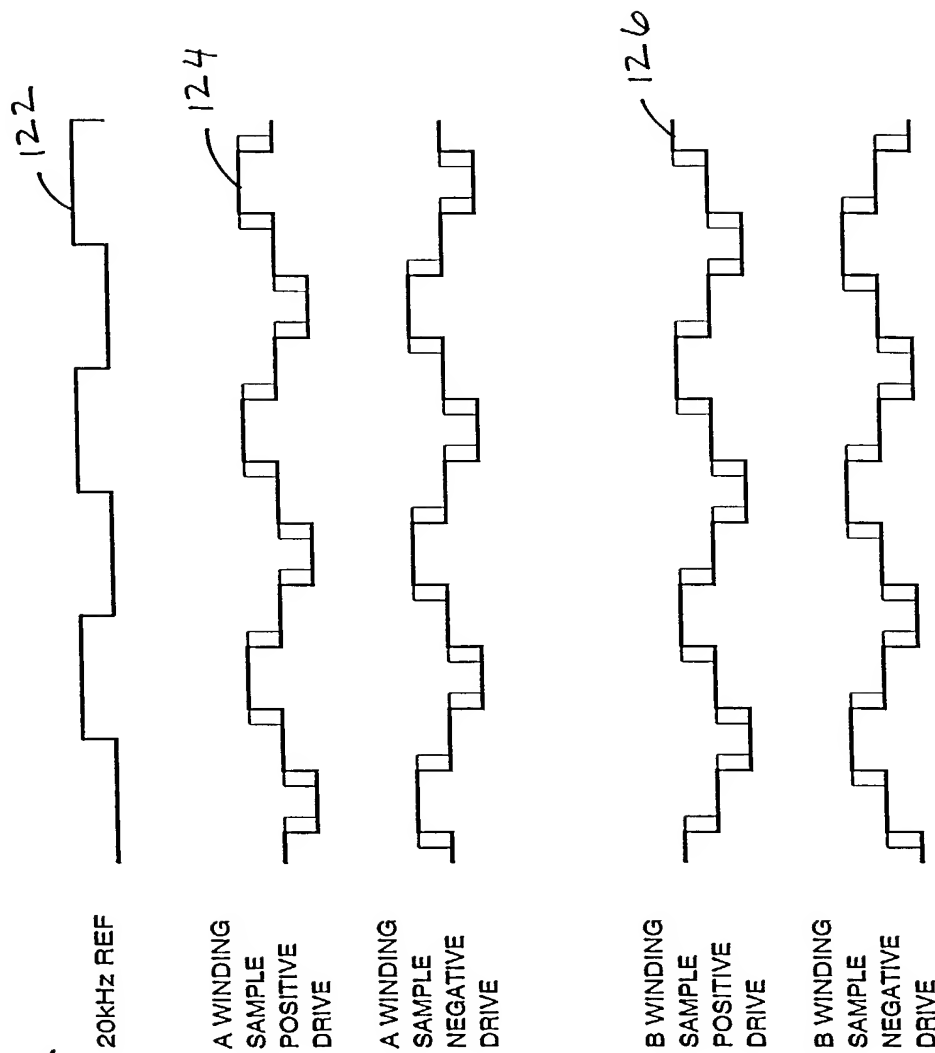 20kHz REF
122
A WINDING
SAMPLE
POSITIVE
DRIVE
124
A WINDING
SAMPLE
NEGATIVE
DRIVE
B WINDING
SAMPLE
POSITIVE
DRIVE
126
B WINDING
SAMPLE
NEGATIVE
DRIVE